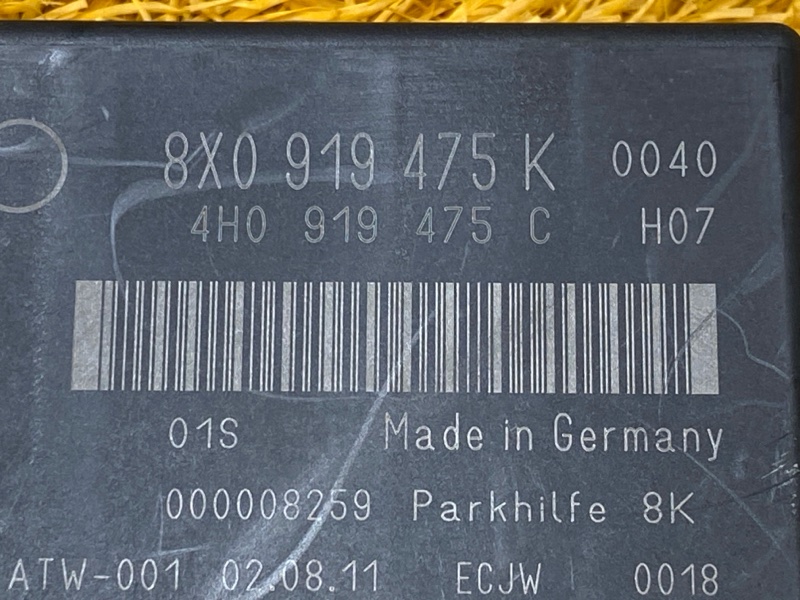 8X0 919 475 K 0040
4H0 919 475 C H07
01S Made in Germany
000008259 Parkhilfe 8K
ATW-001 02.08.11 ECJW 0018